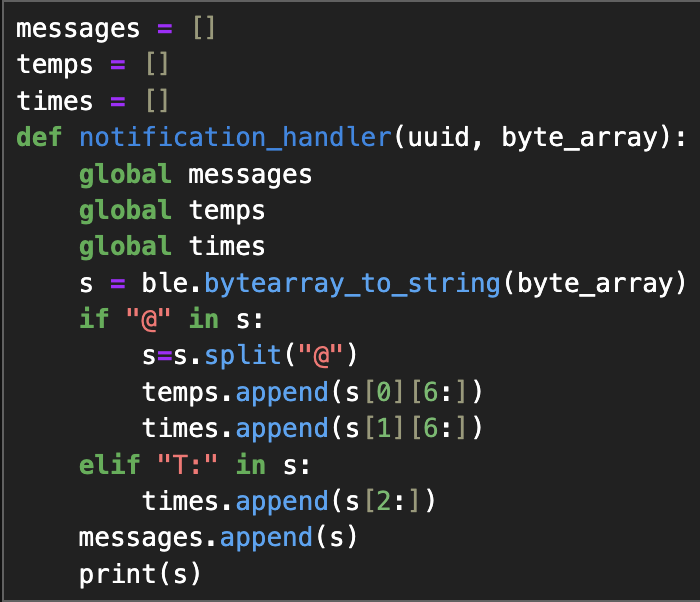 messages = []
temps = []
times = []
def notification_handler(uuid, byte_array):
    global messages
    global temps
    global times
    s = ble.bytearray_to_string(byte_array)
    if "@" in s:
        s=s.split("@")
        temps.append(s[0][6:])
        times.append(s[1][6:])
    elif "T:" in s:
        times.append(s[2:])
    messages.append(s)
    print(s)